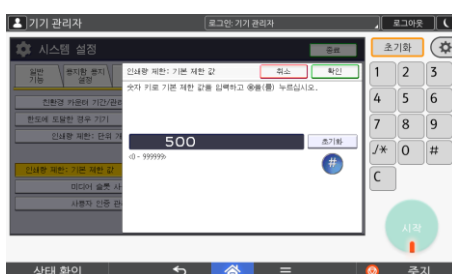 기기 관리자
로그인: 기기 관리자
로그아웃
시스템 설정
종료
초기화
일반 기능
인쇄량 제한: 기본 제한 값
취소
확인
숫자 키로 기본 제한 값을 입력하고 ⊛을(를) 누르십시오.
500
초기화
<0 - 999999>
#
친환경 카운터 기간/관리
한도에 도달한 경우 기기
인쇄량 제한: 단위 개
인쇄량 제한: 기본 제한 값
미디어 슬롯 사
사용자 인증 관
1 2 3
4 5 6
7 8 9
./* 0 #
C
시작
상태 확인
중지